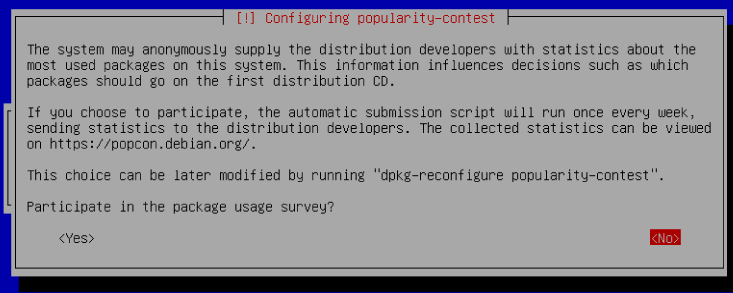 [!] Configuring popularity-contest
The system may anonymously supply the distribution developers with statistics about the
most used packages on this system. This information influences decisions such as which
packages should go on the first distribution CD.
If you choose to participate, the automatic submission script will run once every week,
sending statistics to the distribution developers. The collected statistics can be viewed
on https://popcon.debian.org/.
This choice can be later modified by running "dpkg-reconfigure popularity-contest".
Participate in the package usage survey?
<Yes> <No>